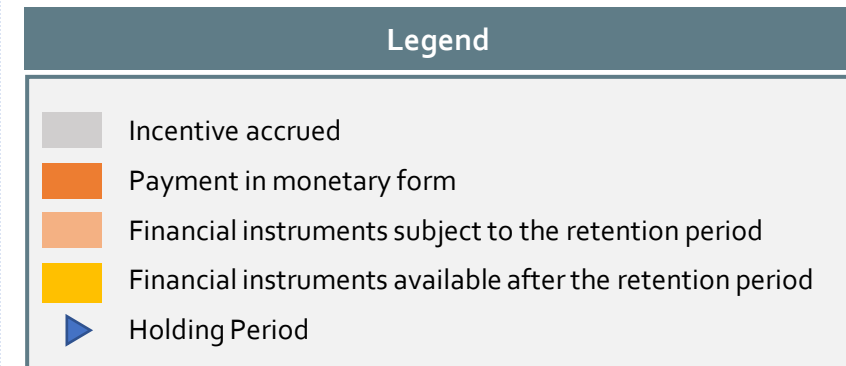 Legend
Incentive accrued
Payment in monetary form
Financial instruments subject to the retention period
Financial instruments available after the retention period
Holding Period